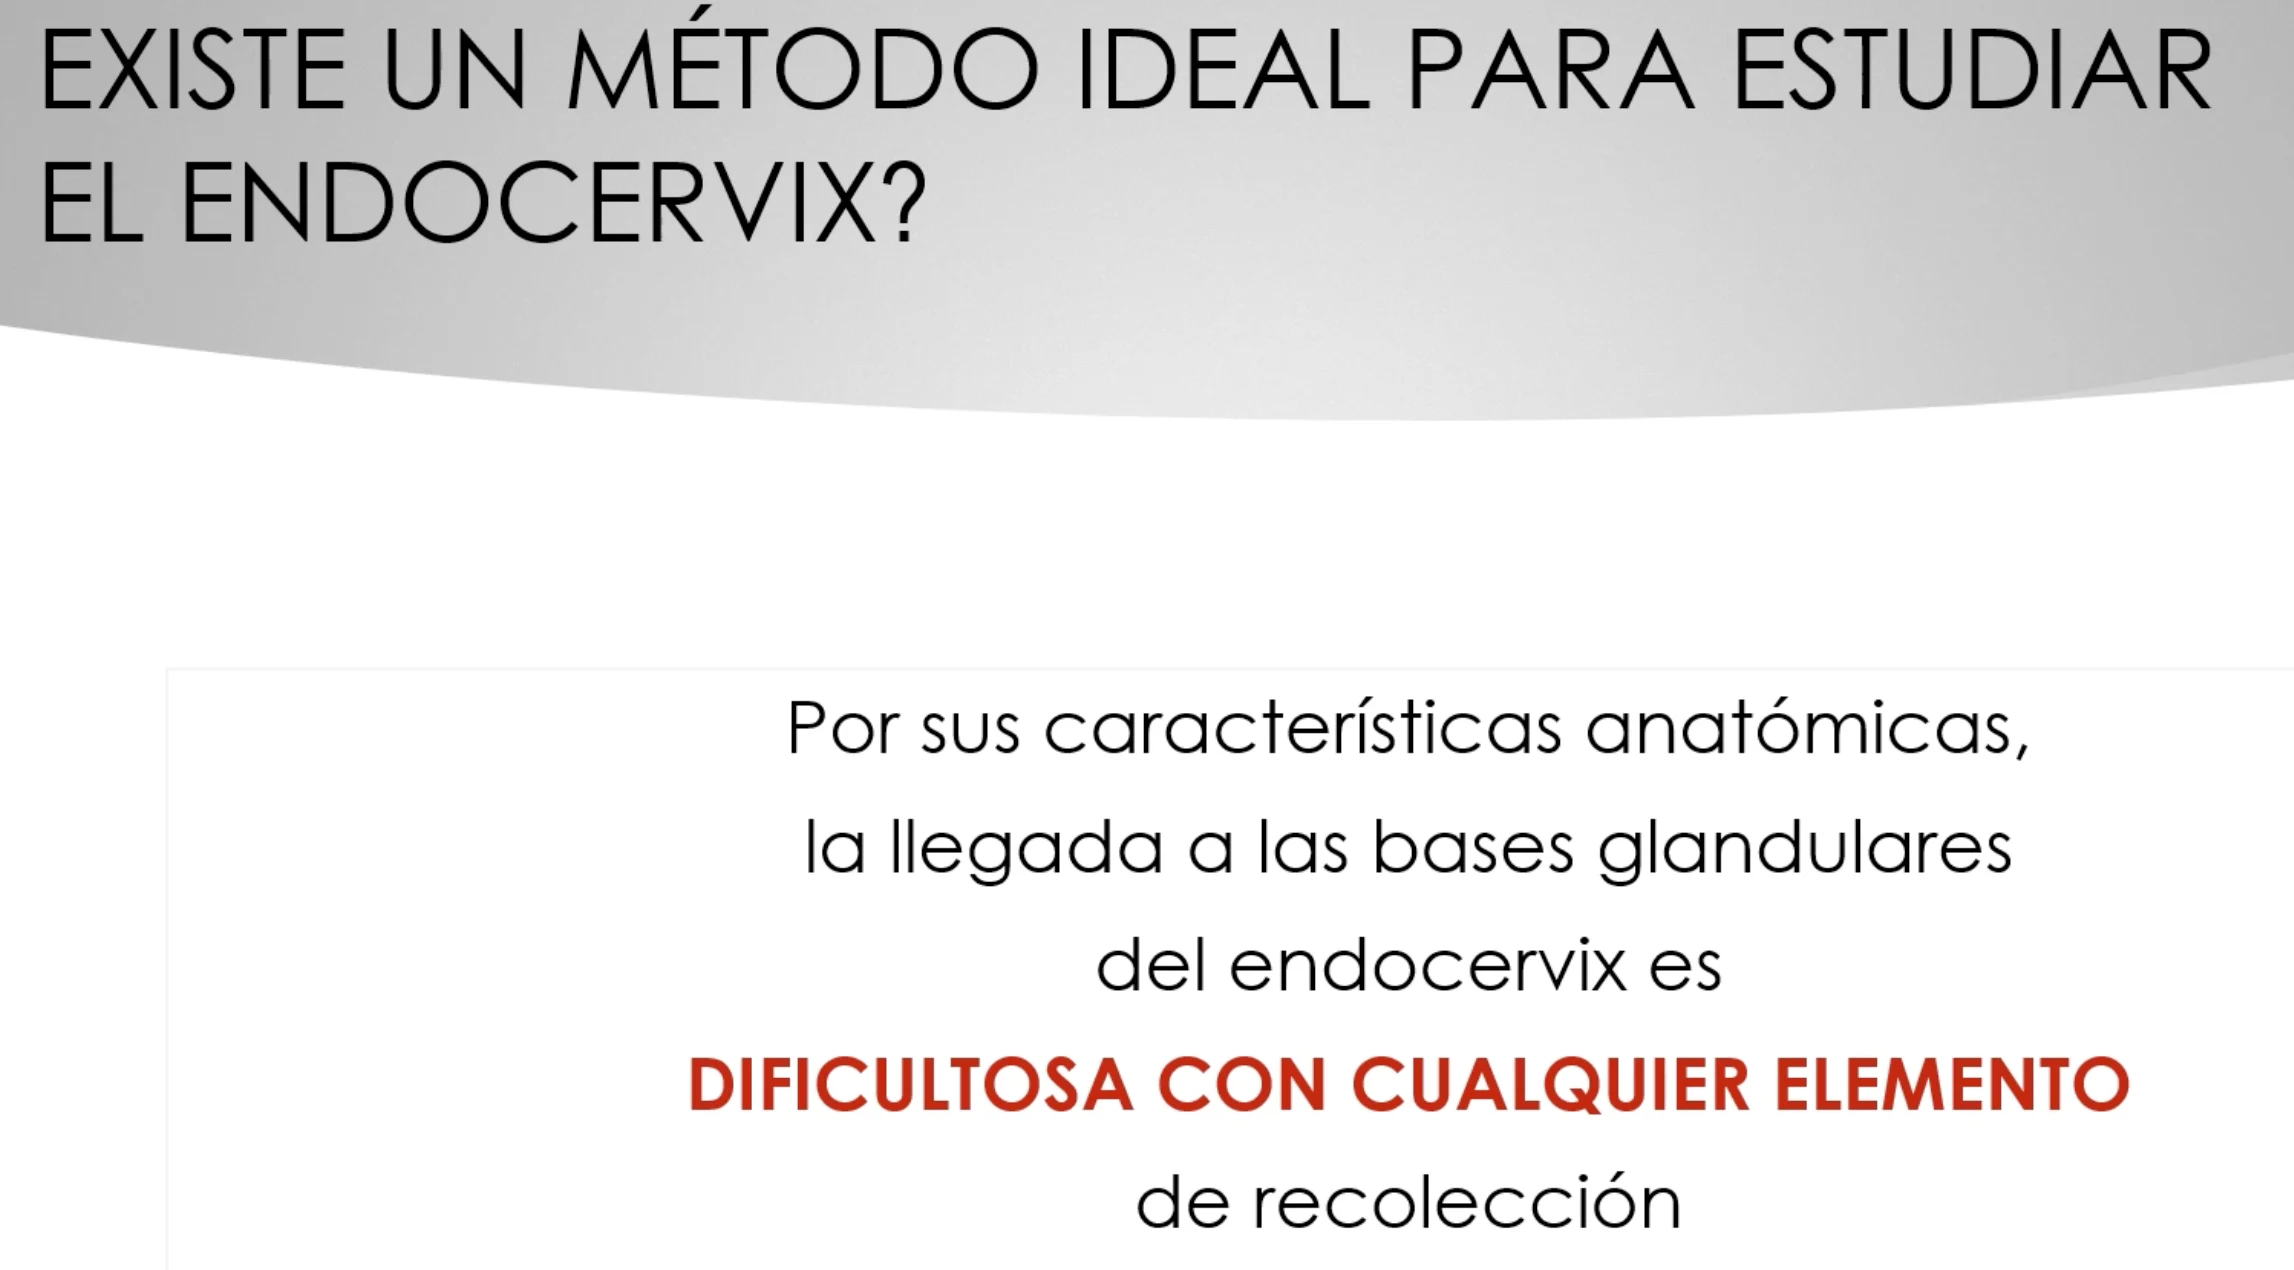 EXISTE UN MÉTODO IDEAL PARA ESTUDIAR
EL ENDOCERVIX?
Por sus características anatómicas,
la llegada a las bases glandulares
del endocervix es
DIFICULTOSA CON CUALQUIER ELEMENTO
de recolección